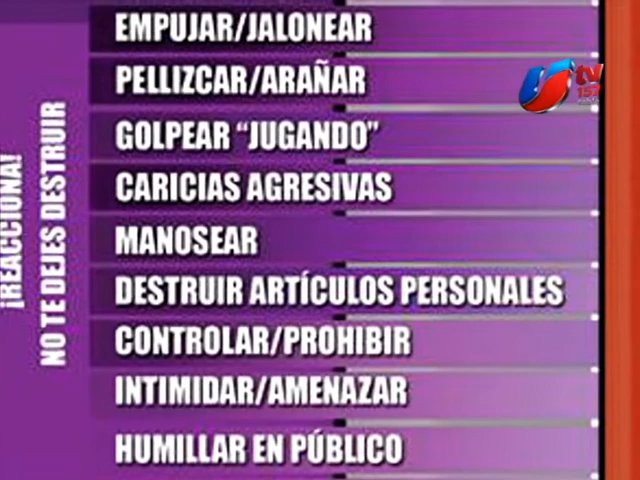 EMPUJAR/JALONEAR
PELLIZCAR/ARAÑAR
GOLPEAR “JUGANDO”
CARICIAS AGRESIVAS
MANOSEAR
DESTRUIR ARTÍCULOS PERSONALES
CONTROLAR/PROHIBIR
INTIMIDAR/AMENAZAR
HUMILLAR EN PÚBLICO
¡REACCIONA!
NO TE DEJES DESTRUIR
tv